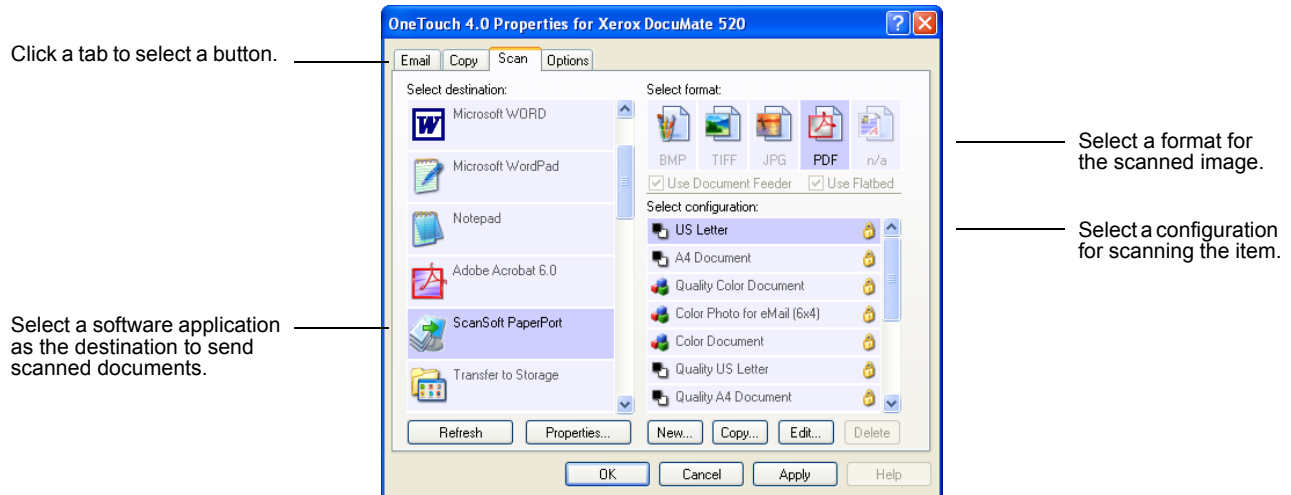 OneTouch 4.0 Properties for Xerox DocuMate 520
Click a tab to select a button.
Email Copy Scan Options
Select destination:
Microsoft WORD
Microsoft WordPad
Notepad
Adobe Acrobat 6.0
ScanSoft PaperPort
Transfer to Storage
Refresh Properties...
Select a software application
as the destination to send
scanned documents.
Select format:
BMP TIFF JPG PDF n/a
Use Document Feeder Use Flatbed
Select configuration:
US Letter
A4 Document
Quality Color Document
Color Photo for eMail (6x4)
Color Document
Quality US Letter
Quality A4 Document
New... Copy... Edit... Delete
OK Cancel Apply Help
Select a format for
the scanned image.
Select a configuration
for scanning the item.